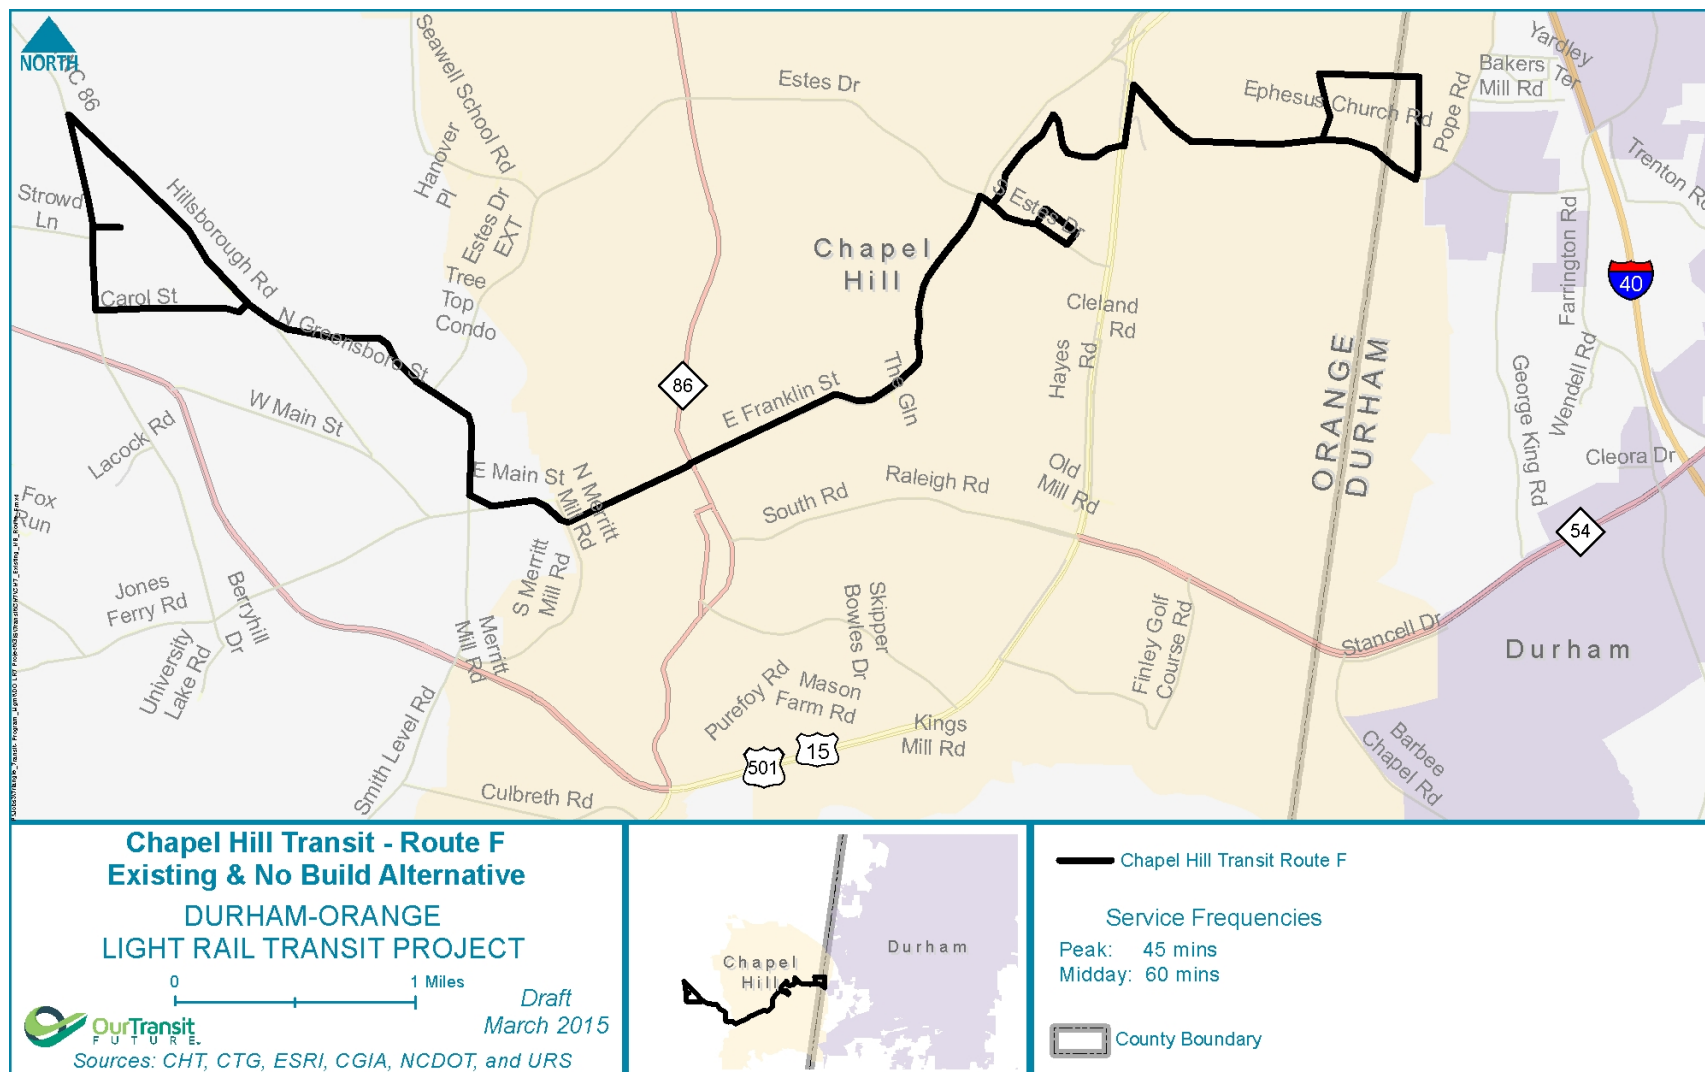 NORTH
NC 86
Seawell School Rd
Hanover
Pl
Estes Dr
EXT
Tree
Top
Condo
Estes Dr
Strowd
Ln
Hillsborough Rd
Carol St
N Greensboro St
W Main St
Lacock Rd
Fox
Run
E Main St
N Merritt
Mill Rd
S Merritt
Mill Rd
Jones
Ferry Rd
Berryhill
Dr
University
Lake Rd
Merritt
Mill Rd
Smith Level Rd
Culbreth Rd
86
E Franklin St
The Gln
Chapel
Hill
S Estes Dr
Cleland
Rd
Hayes
Rd
Old
Mill Rd
Raleigh Rd
South Rd
Skipper
Bowles Dr
Purefoy Rd
Mason
Farm Rd
Kings
Mill Rd
501
15
Finley Golf
Course Rd
Ephesus Church Rd
Pope Rd
Bakers
Mill Rd
Yardley
Ter
Trenton Rd
Farrington Rd
40
George King Rd
Wendell Rd
Cleora Dr
54
ORANGE
DURHAM
Stancell Dr
Durham
Barbee
Chapel Rd
Chapel Hill Transit - Route F
Existing & No Build Alternative
DURHAM-ORANGE
LIGHT RAIL TRANSIT PROJECT
0 1 Miles
Draft
March 2015
OurTransit
FUTURE
Sources: CHT, CTG, ESRI, CGIA, NCDOT, and URS
Chapel
Hill
Durham
Chapel Hill Transit Route F
Service Frequencies
Peak: 45 mins
Midday: 60 mins
County Boundary